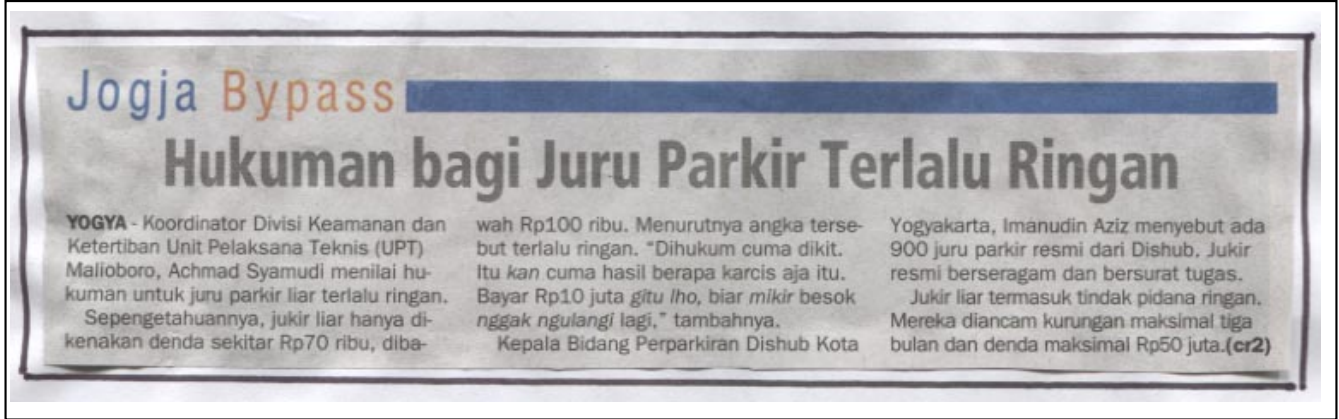 Jogja Bypass
Hukuman bagi Juru Parkir Terlalu Ringan
YOGYA - Koordinator Divisi Keamanan dan
Ketertiban Unit Pelaksana Teknis (UPT)
Malioboro, Achmad Syamudi menilai hu-
kuman untuk juru parkir liar terlalu ringan.
Sepengetahuannya, jukir liar hanya di-
kenakan denda sekitar Rp70 ribu, diba-
wah Rp100 ribu. Menurutnya angka terse-
but terlalu ringan. "Dihukum cuma dikit.
Itu kan cuma hasil berapa karcis aja itu.
Bayar Rp10 juta gitu lho, biar mikir besok
nggak ngulangi lagi," tambahnya.
Kepala Bidang Perparkiran Dishub Kota
Yogyakarta, Imanudin Aziz menyebut ada
900 juru parkir resmi dari Dishub. Jukir
resmi berseragam dan bersurat tugas.
Jukir liar termasuk tindak pidana ringan.
Mereka diancam kurungan maksimal tiga
bulan dan denda maksimal Rp50 juta.(cr2)